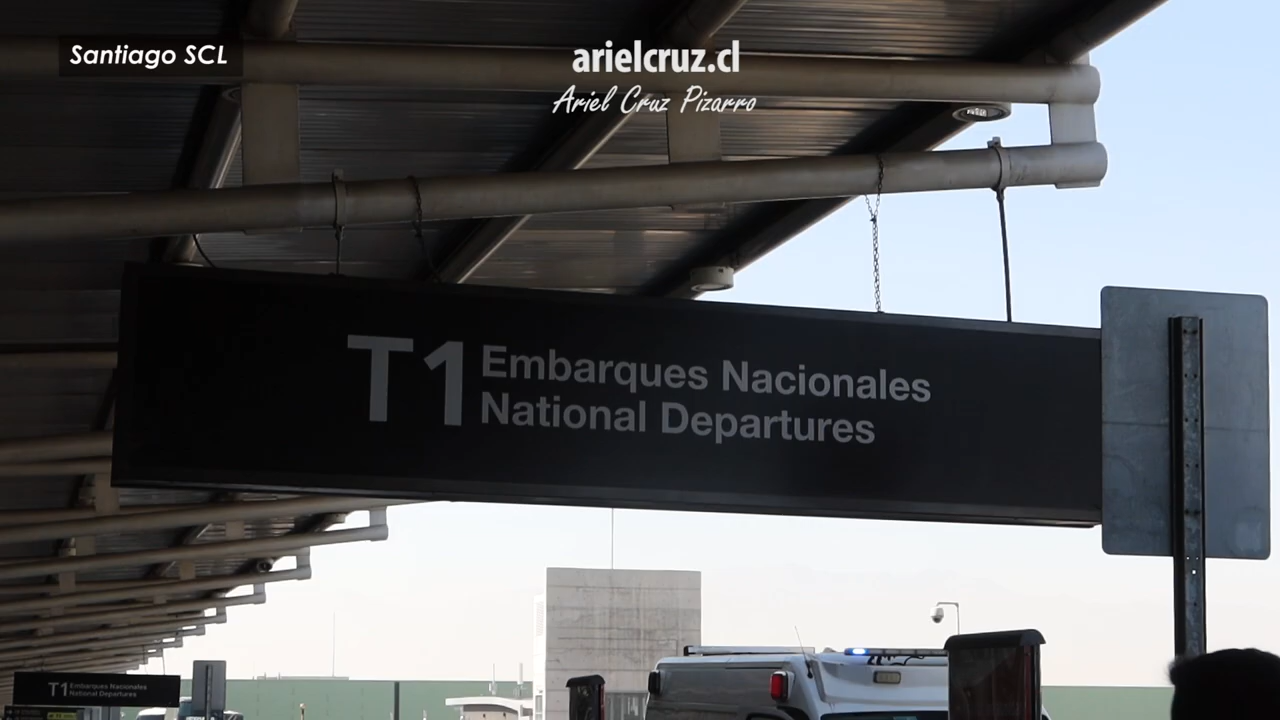 Santiago SCL
arielcruz.cl
Ariel Cruz Pizarro
T1 Embarques Nacionales
National Departures
T1 Embarques Nacionales
National Departures